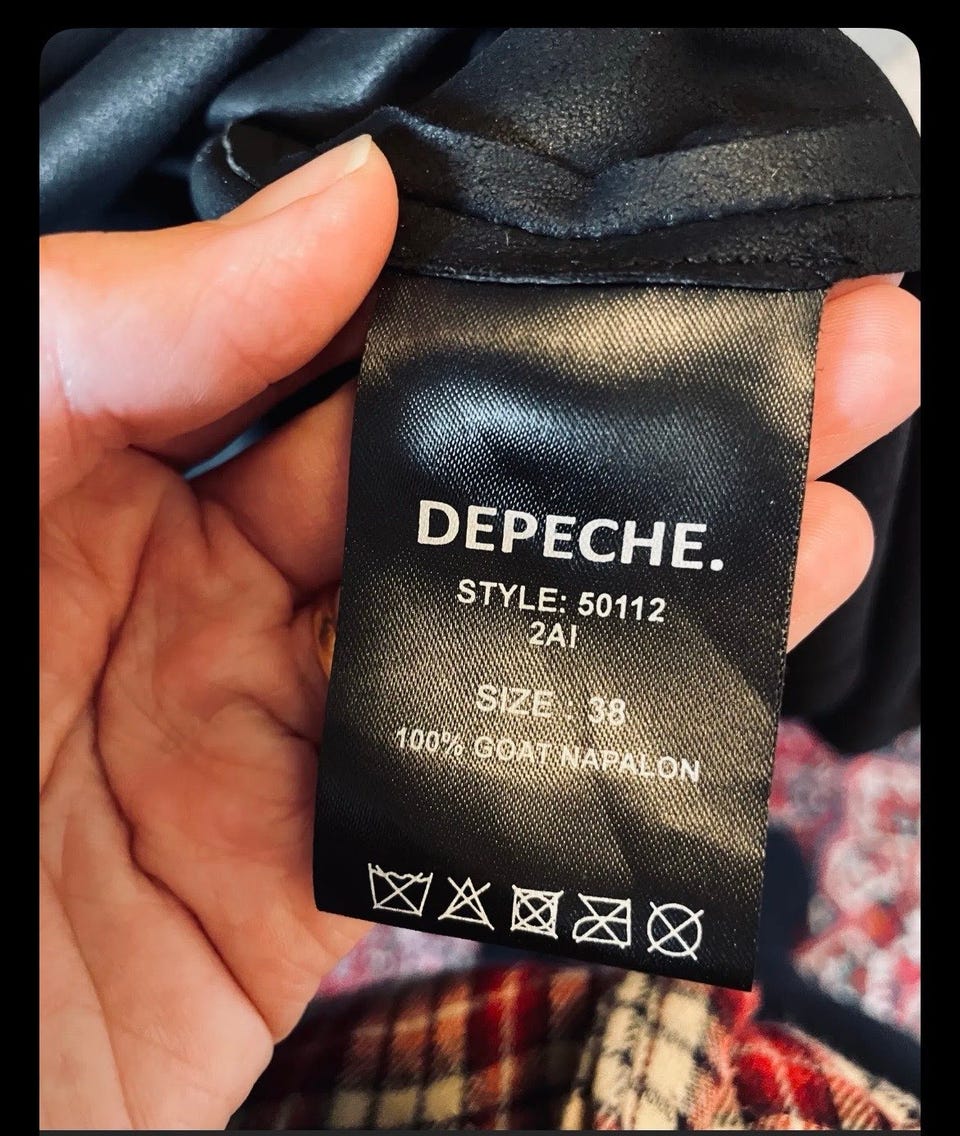 DEPECHE.
STYLE: 50112
2AI
SIZE : 38
100% GOAT NAPALON